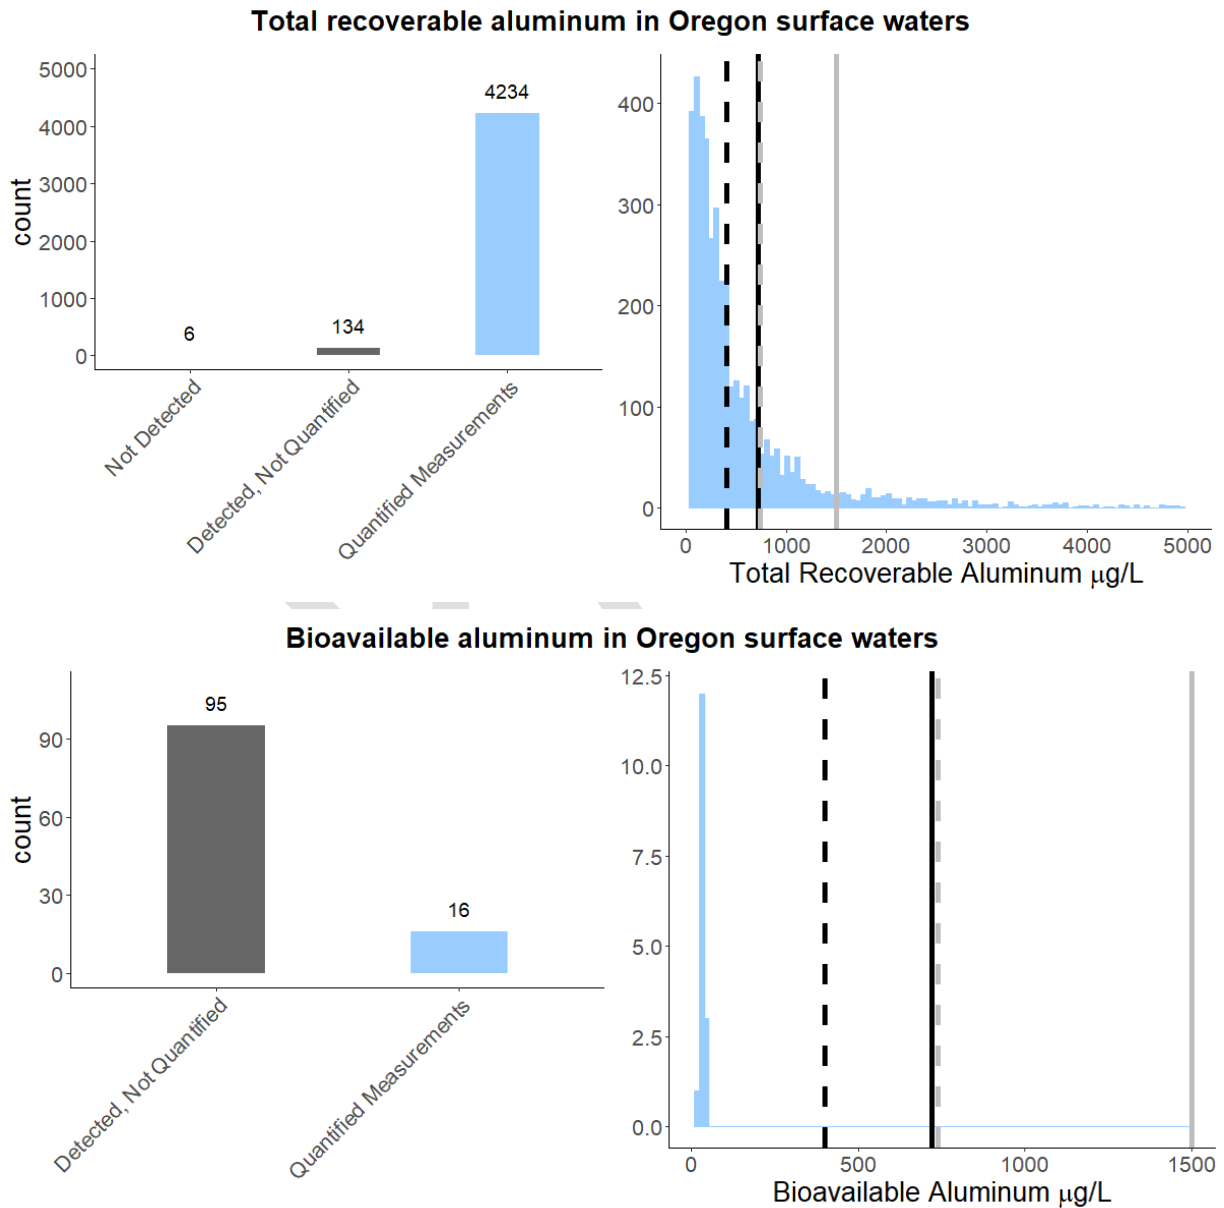 Total recoverable aluminum in Oregon surface waters
count
5000
4000
3000
2000
1000
0
6
134
4234
Not Detected
Detected, Not Quantified
Quantified Measurements
400
300
200
100
0
0 1000 2000 3000 4000 5000
Total Recoverable Aluminum μg/L
Bioavailable aluminum in Oregon surface waters
count
90
60
30
0
95
16
Detected, Not Quantified
Quantified Measurements
12.5
10.0
7.5
5.0
2.5
0.0
0 500 1000 1500
Bioavailable Aluminum μg/L